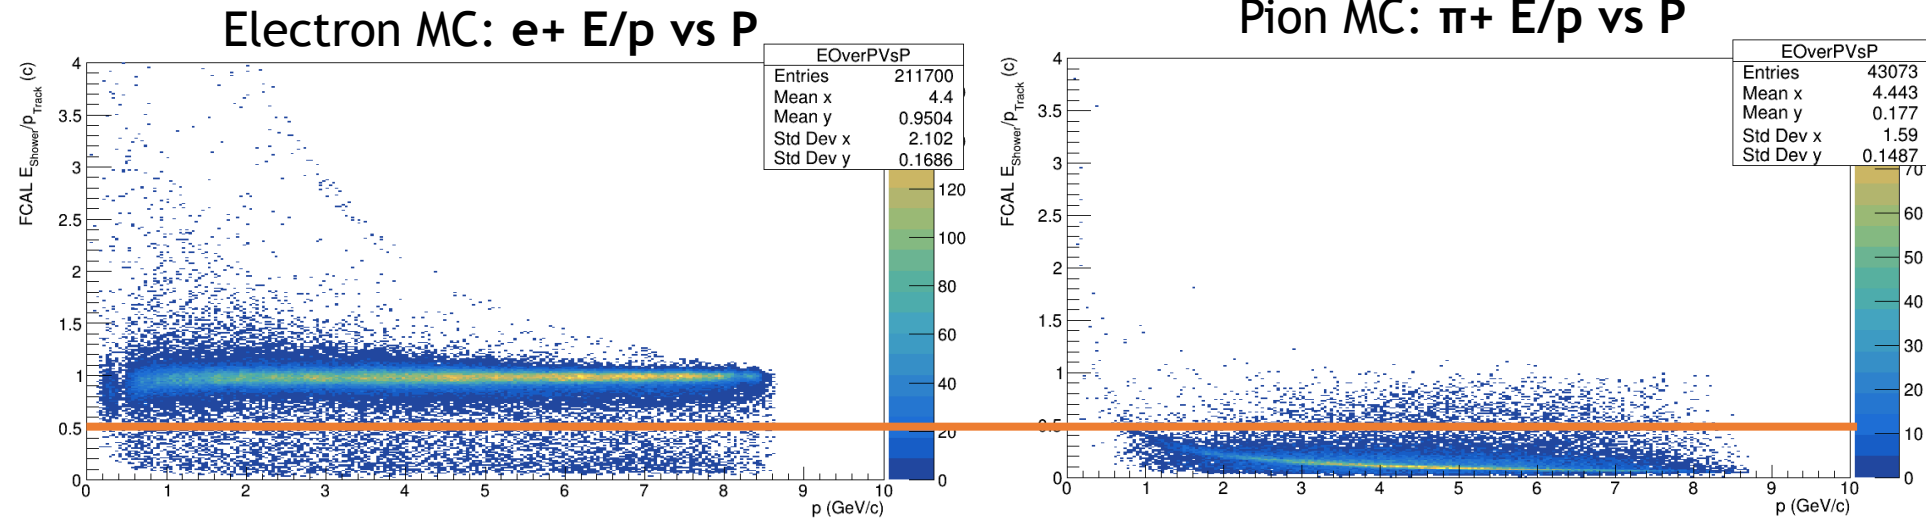 Electron MC: e+ E/p vs P
EOverPVsP
Entries 211700
Mean x 4.4
Mean y 0.9504
Std Dev x 2.102
Std Dev y 0.1686
FCAL E_Shower/p_Track (c)
4
3.5
3
2.5
2
1.5
1
0.5
0
0 1 2 3 4 5 6 7 8 9 10
p (GeV/c)
120
100
80
60
40
20
0
Pion MC: π+ E/p vs P
EOverPVsP
Entries 43073
Mean x 4.443
Mean y 0.177
Std Dev x 1.59
Std Dev y 0.1487
FCAL E_Shower/p_Track (c)
4
3.5
3
2.5
2
1.5
1
0.5
0
0 1 2 3 4 5 6 7 8 9 10
p (GeV/c)
70
60
50
40
30
20
10
0